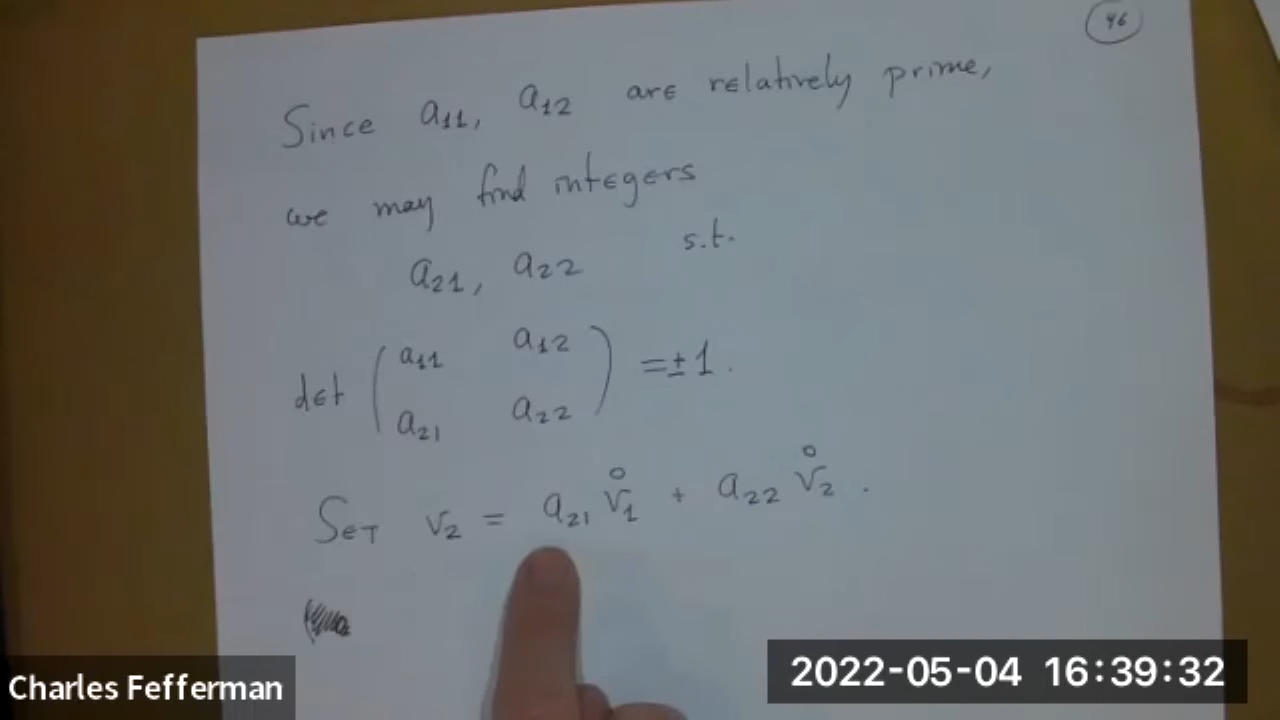 46
Since a₁₁, a₁₂ are relatively prime,
we may find integers
a₂₁, a₂₂ s.t.
det ( a₁₁ a₁₂
a₂₁ a₂₂ ) = ±1.
Set v₂ = a₂₁ v̊₁ + a₂₂ v̊₂.
Charles Fefferman
2022-05-04 16:39:32